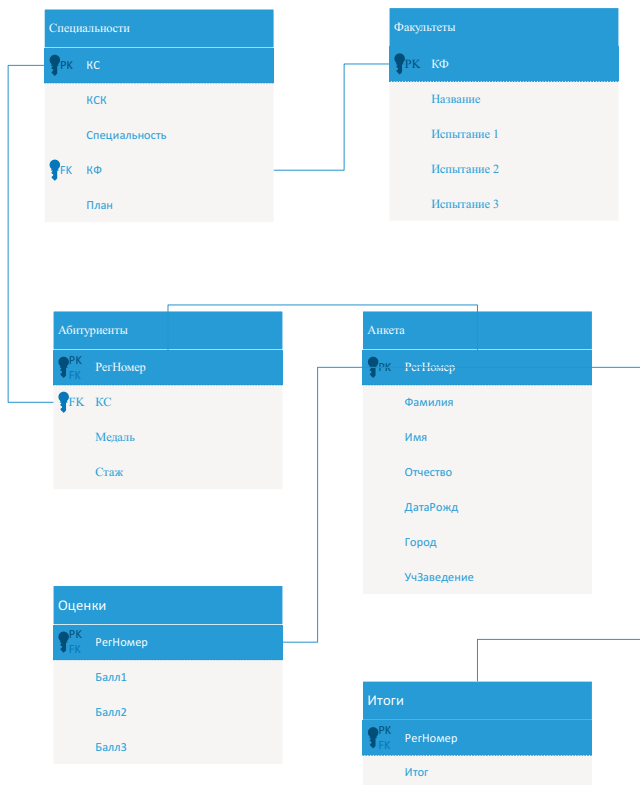 Специальности
PK КС
КСК
Специальность
FK КФ
План
Факультеты
PK КФ
Название
Испытание 1
Испытание 2
Испытание 3
Абитуриенты
PK
FK
РегНомер
FK КС
Медаль
Стаж
Анкета
PK РегНомер
Фамилия
Имя
Отчество
ДатаРожд
Город
УчЗаведение
Оценки
PK
FK
РегНомер
Балл1
Балл2
Балл3
Итоги
PK
FK
РегНомер
Итог